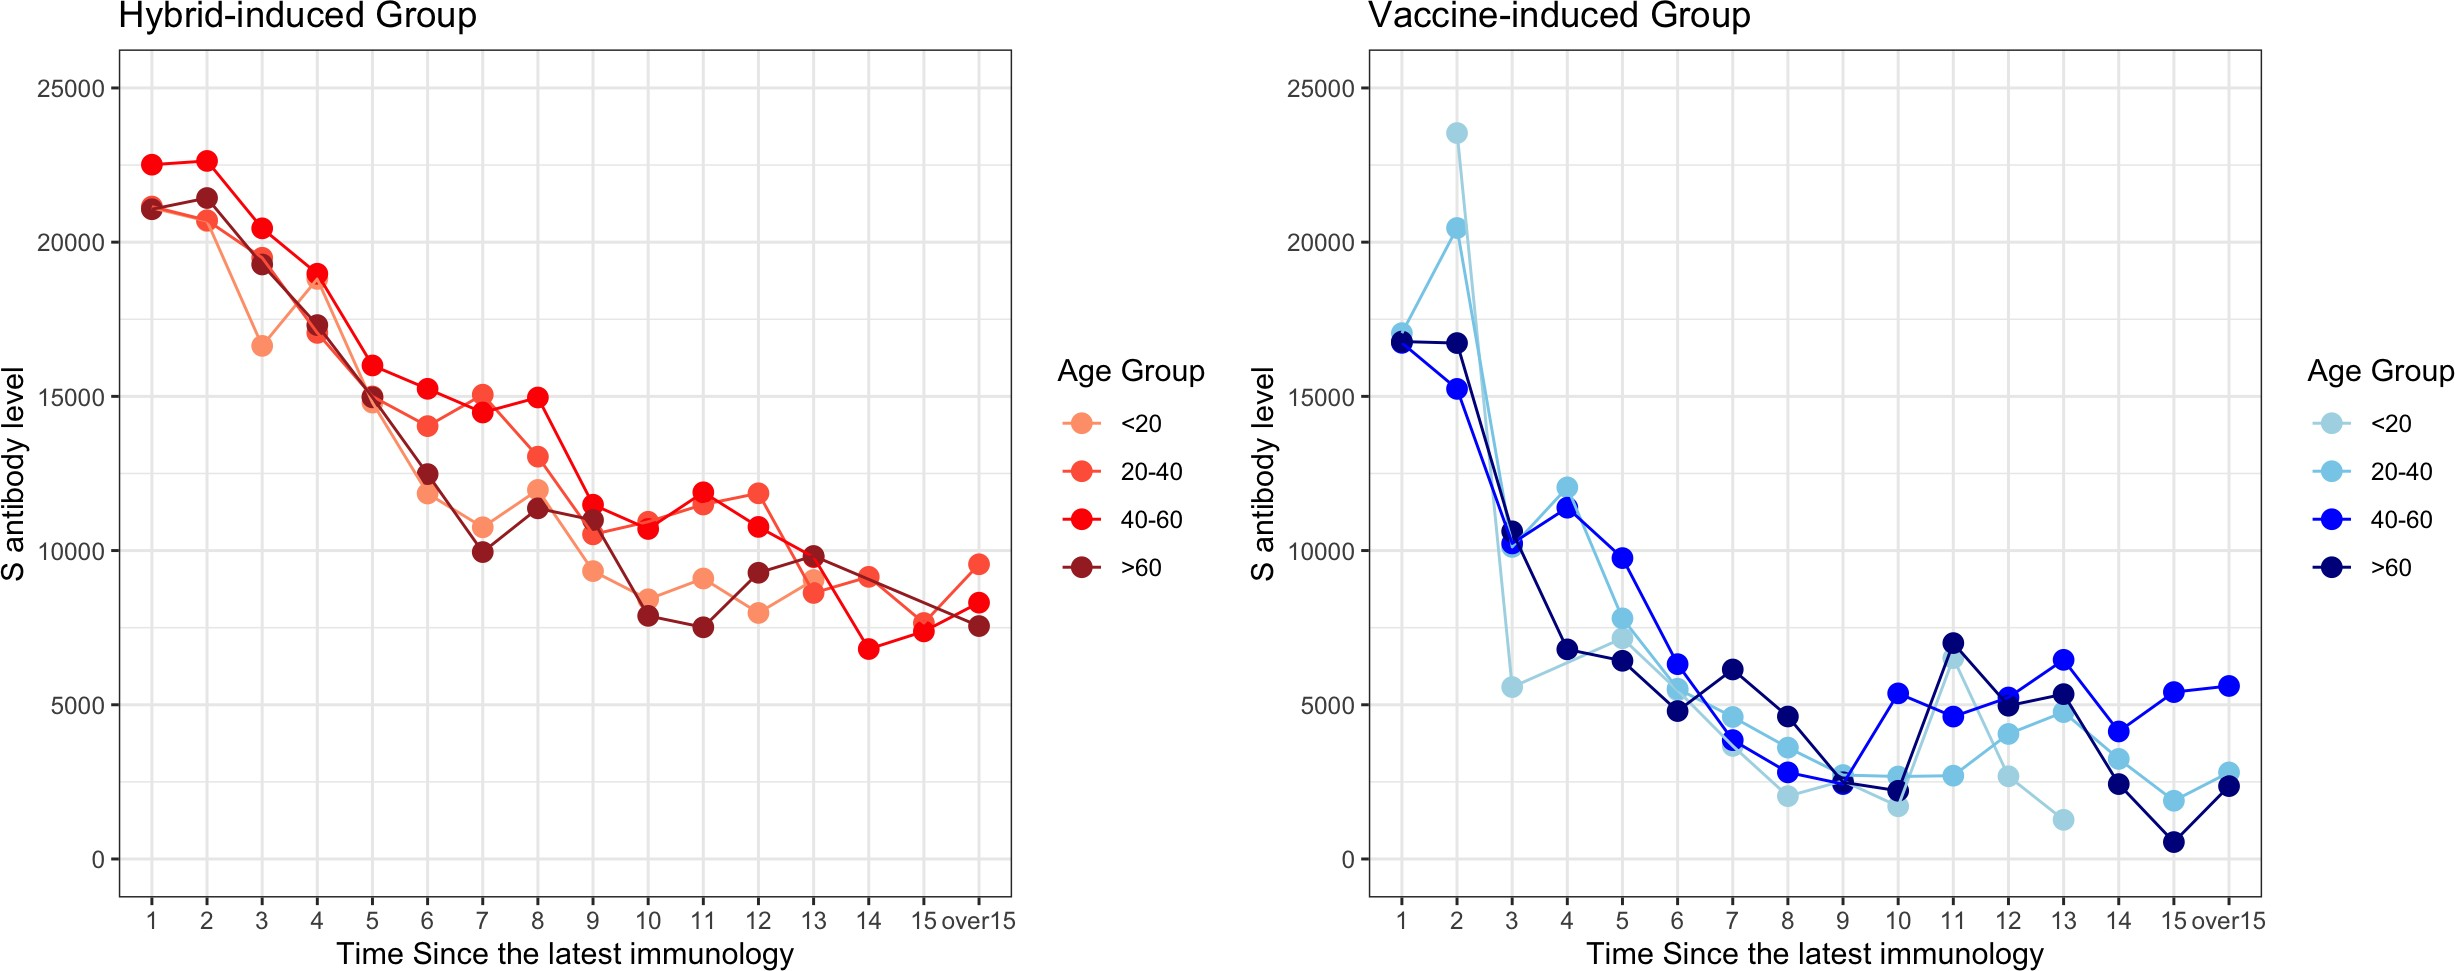 Hybrid-induced Group
25000
20000
15000
10000
5000
0
S antibody level
1 2 3 4 5 6 7 8 9 10 11 12 13 14 15 over15
Time Since the latest immunology
Age Group
<20
20-40
40-60
>60
Vaccine-induced Group
25000
20000
15000
10000
5000
0
S antibody level
1 2 3 4 5 6 7 8 9 10 11 12 13 14 15 over15
Time Since the latest immunology
Age Group
<20
20-40
40-60
>60